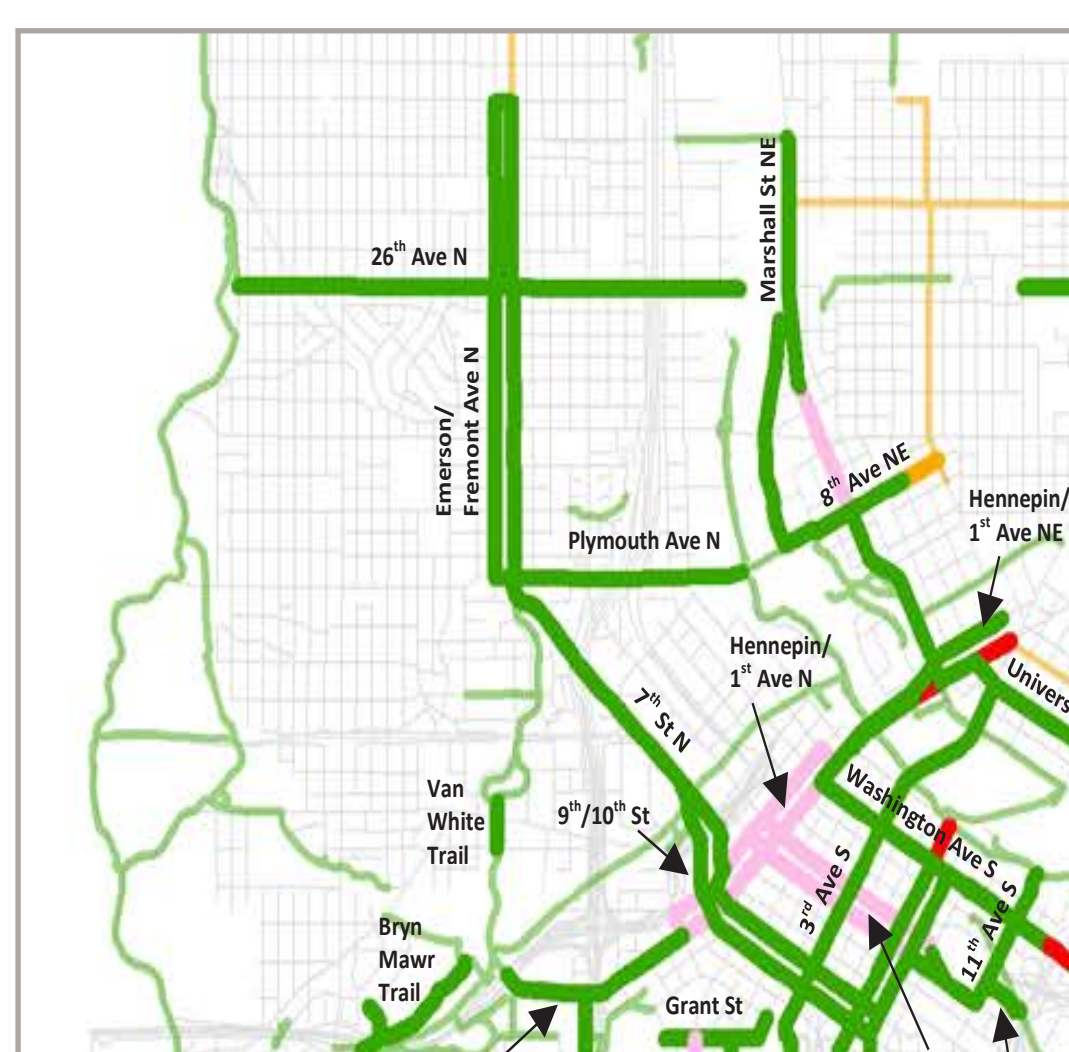 26th Ave N
Marshall St NE
Emerson/
Fremont Ave N
8th Ave NE
Hennepin/
1st Ave NE
Plymouth Ave N
Hennepin/
1st Ave N
Univers
7th St N
Van
White
Trail
9th/10th St
Washington Ave S
3rd Ave S
11th Ave S
Bryn
Mawr
Trail
Grant St